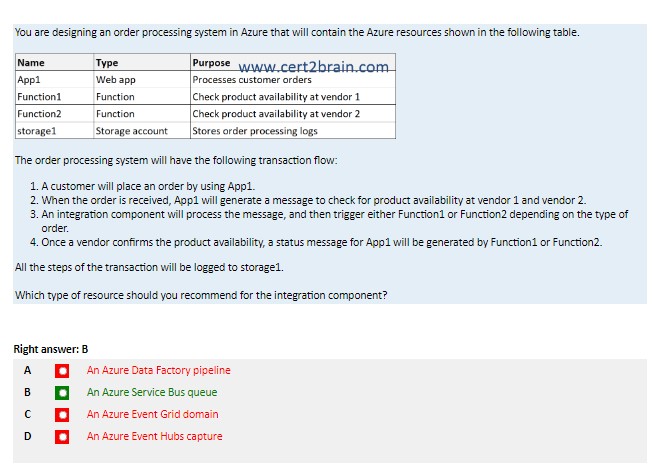 You are designing an order processing system in Azure that will contain the Azure resources shown in the following table.
Name Type Purpose www.cert2brain.com
App1 Web app Processes customer orders
Function1 Function Check product availability at vendor 1
Function2 Function Check product availability at vendor 2
storage1 Storage account Stores order processing logs
The order processing system will have the following transaction flow:
1. A customer will place an order by using App1.
2. When the order is received, App1 will generate a message to check for product availability at vendor 1 and vendor 2.
3. An integration component will process the message, and then trigger either Function1 or Function2 depending on the type of
order.
4. Once a vendor confirms the product availability, a status message for App1 will be generated by Function1 or Function2.
All the steps of the transaction will be logged to storage1.
Which type of resource should you recommend for the integration component?
Right answer: B
A An Azure Data Factory pipeline
B An Azure Service Bus queue
C An Azure Event Grid domain
D An Azure Event Hubs capture